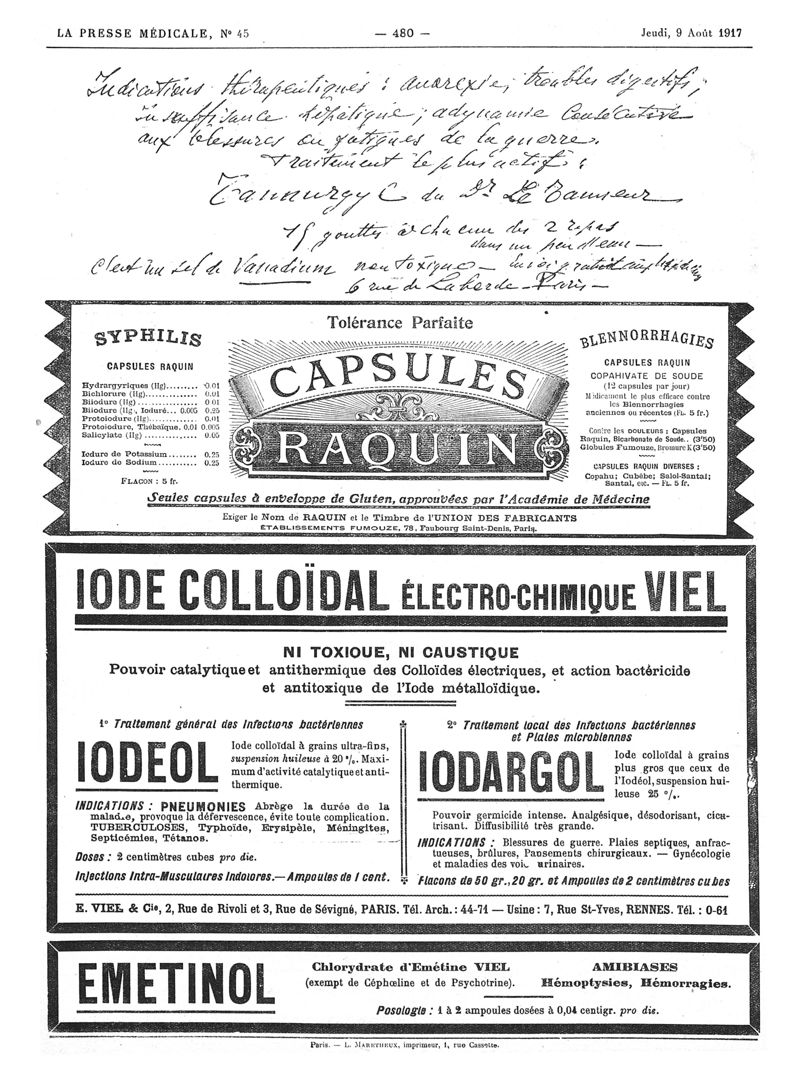 LA PRESSE MÉDICALE, N° 45
— 480 —
Jeudi, 9 Août 1917
Indications thérapeutiques : anorexie, troubles digestifs,
insuffisance hépatique, adynamie consécutive
aux blessures ou fatigues de la guerre.
Traitement le plus actif :
du Dr Le Tanneur
15 gouttes à chacun des 2 repas
dans un peu d'eau —
C'est un sel de Vanadium non toxique — Envoi gratuit aux
6 rue de Laborde — Paris —
Tolérance Parfaite
CAPSULES
RAQUIN
SYPHILIS
CAPSULES RAQUIN
Hydrargyriques (Hg)......... 0.01
Bichlorure (Hg)............. 0.01
Biiodure (Hg)............... 0.01
Biiodure (Hg), Ioduré... 0.005 0.25
Protoiodure (Hg)............ 0.01
Protoiodure, Thébaïque. 0.01 0.005
Salicylate (Hg)............. 0.05
Iodure de Potassium....... 0.25
Iodure de Sodium.......... 0.25
FLACON : 5 fr.
BLENNORRHAGIES
CAPSULES RAQUIN
COPAHIVATE DE SOUDE
(12 capsules par jour)
Médicament le plus efficace contre
les Blennorrhagies
anciennes ou récentes (FL. 5 fr.)
Contre les DOULEURS : Capsules
Raquin, Bicarbonate de Soude.. (3'50)
Globules Fumouze, Bromure K (3'50)
CAPSULES RAQUIN DIVERSES :
Copahu; Cubèbe; Salol-Santal;
Santal, etc. — FL. 5 fr.
Seules capsules à enveloppe de Gluten, approuvées par l'Académie de Médecine
Exiger le Nom de RAQUIN et le Timbre de l'UNION DES FABRICANTS
ÉTABLISSEMENTS FUMOUZE, 78, Faubourg Saint-Denis, Paris.
IODE COLLOÏDAL ÉLECTRO-CHIMIQUE VIEL
NI TOXIQUE, NI CAUSTIQUE
Pouvoir catalytique et antithermique des Colloïdes électriques, et action bactéricide
et antitoxique de l'Iode métalloïdique.
1° Traitement général des Infections bactériennes
IODEOL
Iode colloïdal à grains ultra-fins,
suspension huileuse à 20 %. Maxi-
mum d'activité catalytique et anti-
thermique.
INDICATIONS : PNEUMONIES Abrège la durée de la
maladie, provoque la défervescence, évite toute complication.
TUBERCULOSES, Typhoïde, Erysipèle, Méningites,
Septicémies, Tétanos.
Doses : 2 centimètres cubes pro die.
Injections Intra-Musculaires Indolores.— Ampoules de 1 cent.
2° Traitement local des Infections bactériennes
et Plaies microbiennes
IODARGOL
Iode colloïdal à grains
plus gros que ceux de
l'Iodéol, suspension hui-
leuse 25 %.
Pouvoir germicide intense. Analgésique, désodorisant, cica-
trisant. Diffusibilité très grande.
INDICATIONS : Blessures de guerre. Plaies septiques, anfrac-
tueuses, brûlures, Pansements chirurgicaux. — Gynécologie
et maladies des voies urinaires.
Flacons de 50 gr., 20 gr. et Ampoules de 2 centimètres cubes
E. VIEL & Cie, 2, Rue de Rivoli et 3, Rue de Sévigné, PARIS. Tél. Arch. : 44-71 — Usine : 7, Rue St-Yves, RENNES. Tél. : 0-61
EMETINOL
Chlorydrate d'Emétine VIEL
(exempt de Céphœline et de Psychotrine).
AMIBIASES
Hémoptysies, Hémorragies.
Posologie : 1 à 2 ampoules dosées à 0,04 centigr. pro die.
Paris. — L. MARETHEUX, imprimeur, 1, rue Cassette.